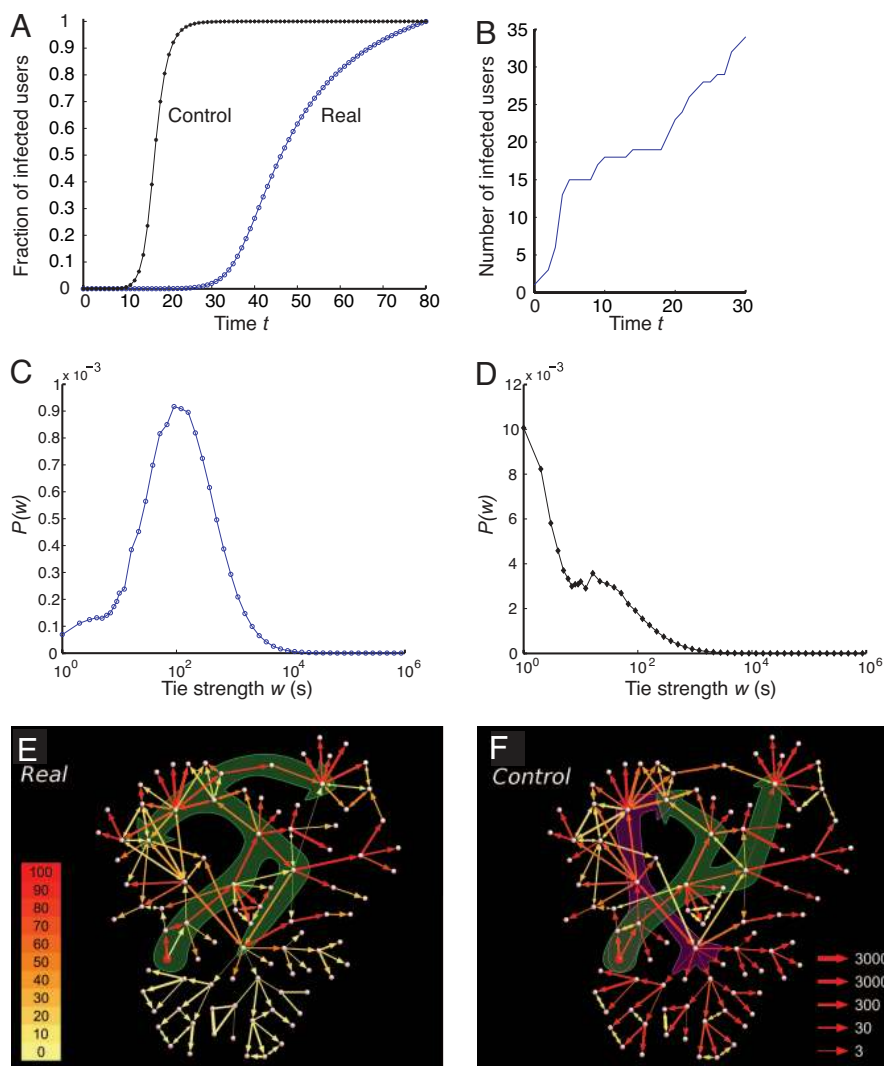 A
Fraction of infected users
1
0.9
0.8
0.7
0.6
0.5
0.4
0.3
0.2
0.1
0
Control
Real
0 10 20 30 40 50 60 70 80
Time t
B
Number of infected users
35
30
25
20
15
10
5
0
0 10 20 30
Time t
C
1 × 10⁻³
P(w)
0.9
0.8
0.7
0.6
0.5
0.4
0.3
0.2
0.1
0
10⁰ 10² 10⁴ 10⁶
Tie strength w (s)
D
12 × 10⁻³
P(w)
10
8
6
4
2
0
10⁰ 10² 10⁴ 10⁶
Tie strength w (s)
E
Real
100
90
80
70
60
50
40
30
20
10
0
F
Control
3000
3000
300
30
3